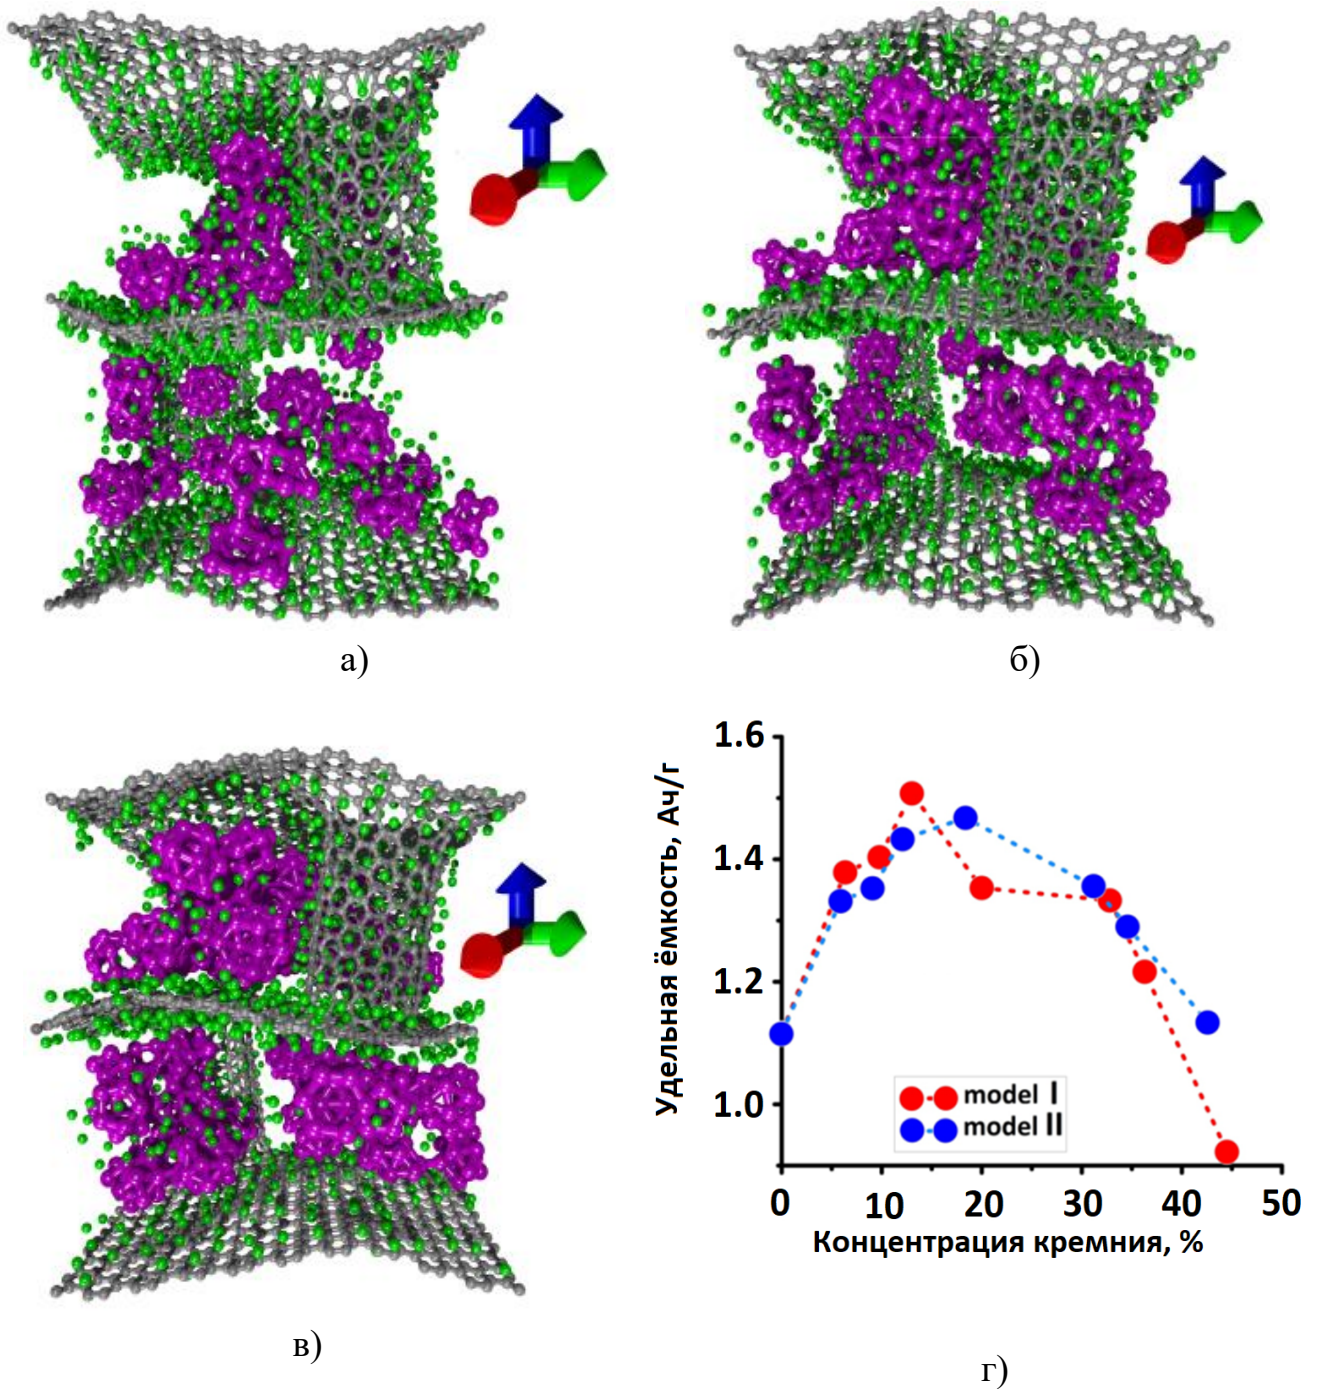 а)
б)
в)
1.6
1.4
1.2
1.0
Удельная ёмкость, Ач/г
model I
model II
0 10 20 30 40 50
Концентрация кремния, %
г)